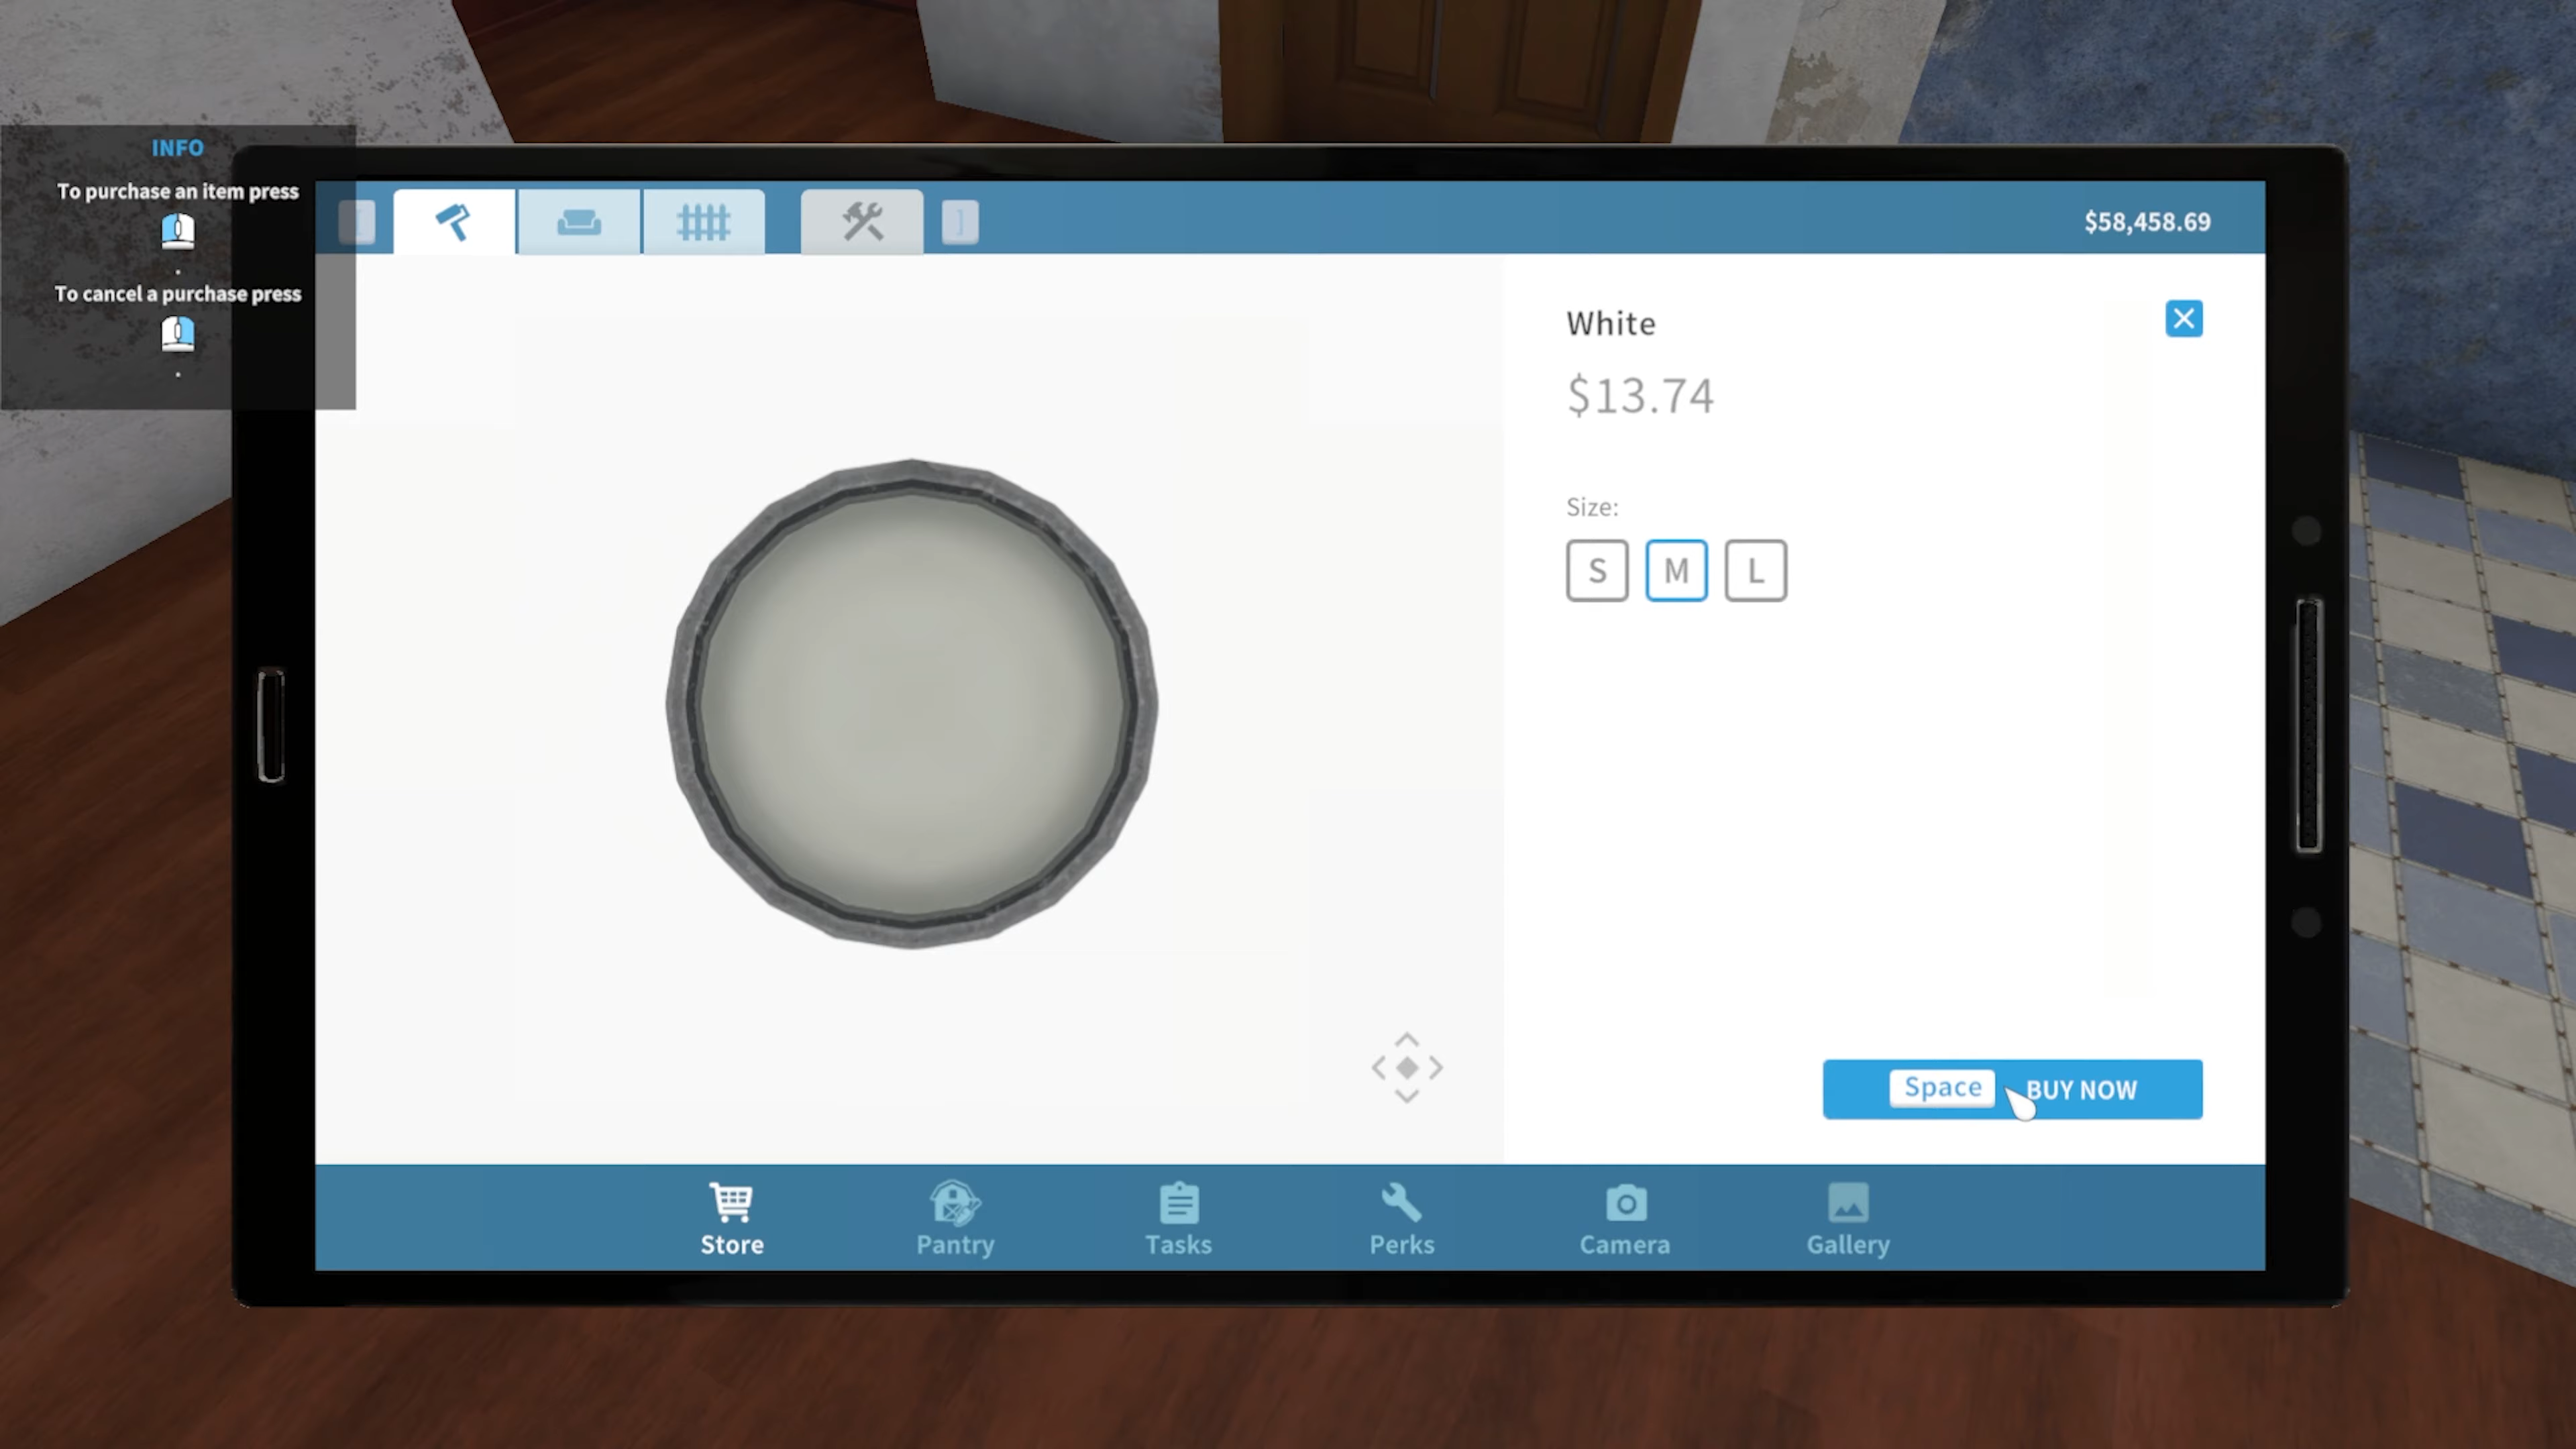 INFO
To purchase an item press
.
To cancel a purchase press
.
]
$58,458.69
White
$13.74
Size:
S M L
Space BUY NOW
Store Pantry Tasks Perks Camera Gallery